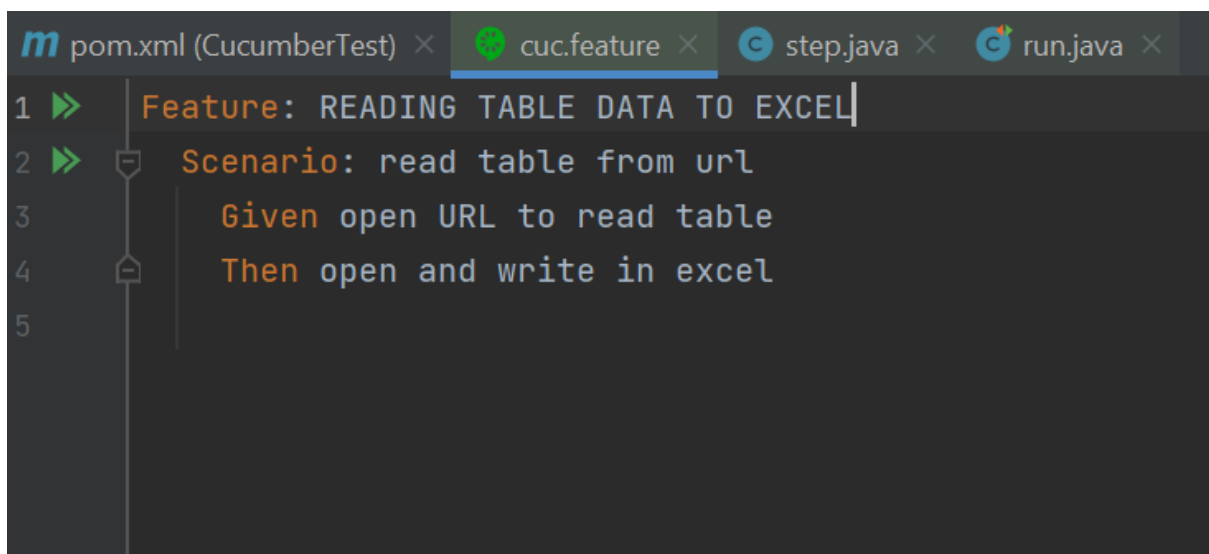 m pom.xml (CucumberTest) × cuc.feature × C step.java × C run.java ×
1 Feature: READING TABLE DATA TO EXCEL
2 Scenario: read table from url
3 Given open URL to read table
4 Then open and write in excel
5